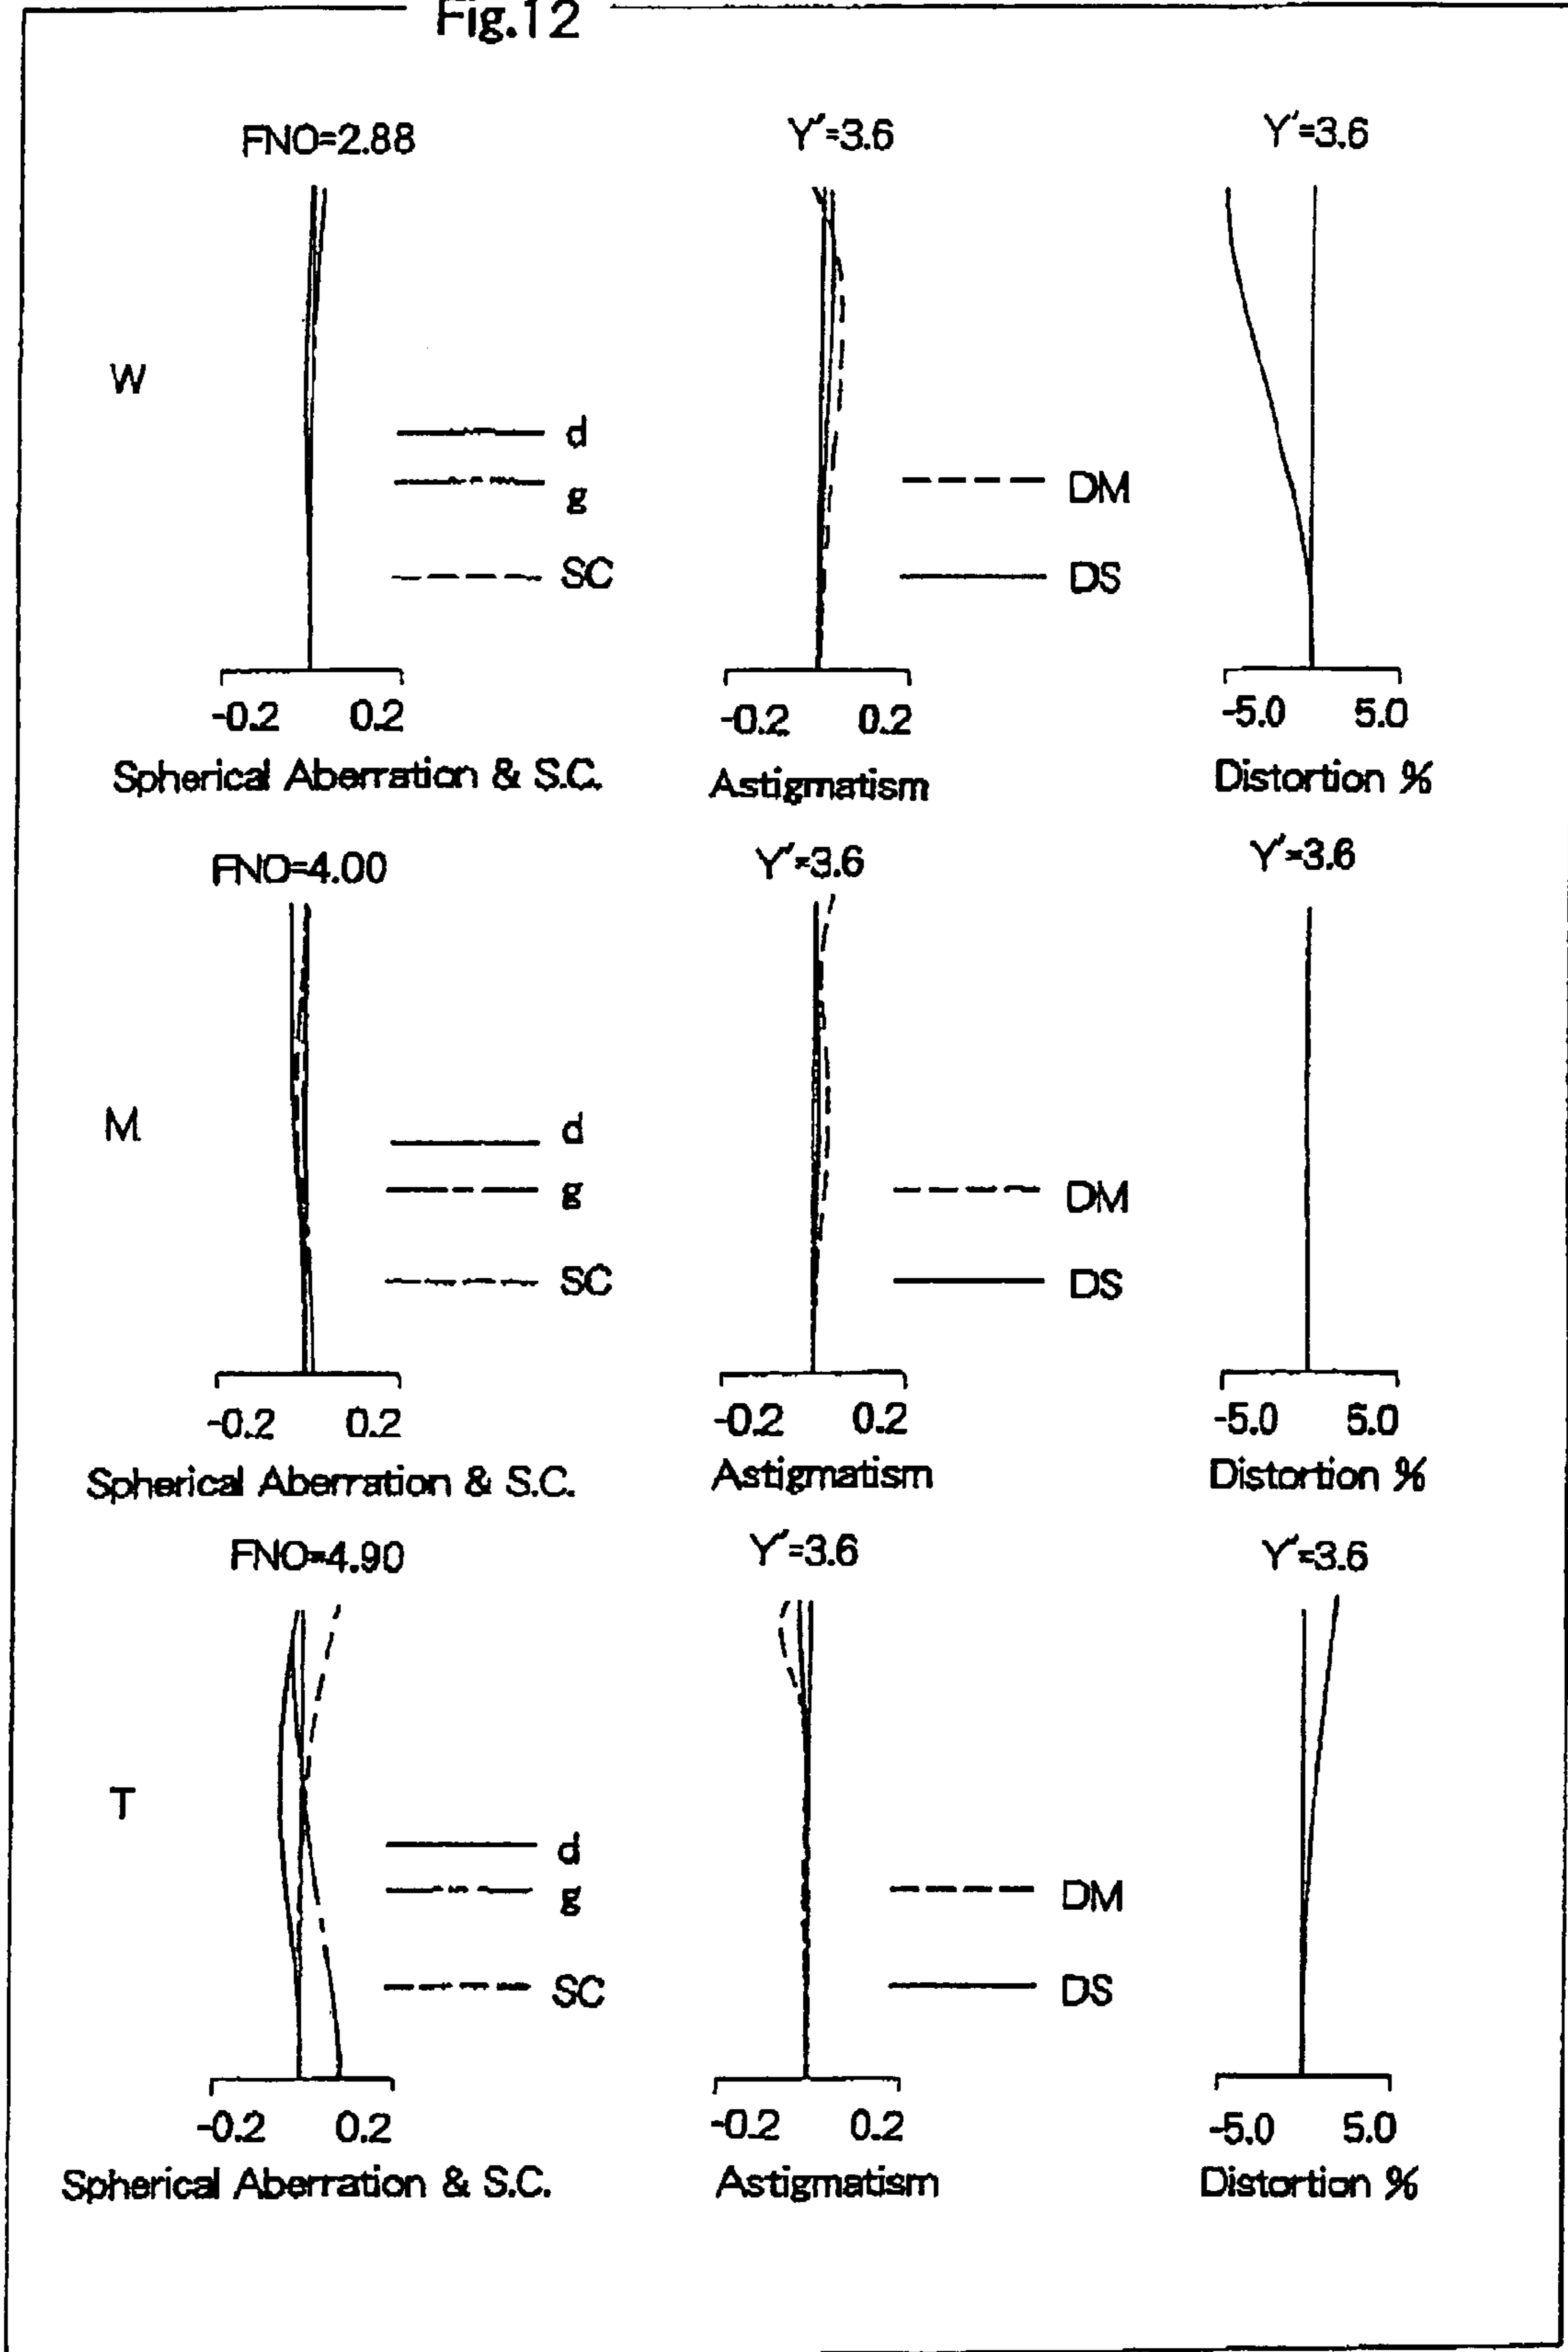 Fig.12
FNO=2.88 Y'=3.6 Y'=3.6
W
d
g
DM
SC
DS
-0.2 0.2 -0.2 0.2 -5.0 5.0
Spherical Aberration & S.C. Astigmatism Distortion %
FNO=4.00 Y'=3.6 Y'=3.6
M
d
g
DM
SC
DS
-0.2 0.2 -0.2 0.2 -5.0 5.0
Spherical Aberration & S.C. Astigmatism Distortion %
FNO=4.90 Y'=3.6 Y'=3.6
T
d
g
DM
SC
DS
-0.2 0.2 -0.2 0.2 -5.0 5.0
Spherical Aberration & S.C. Astigmatism Distortion %